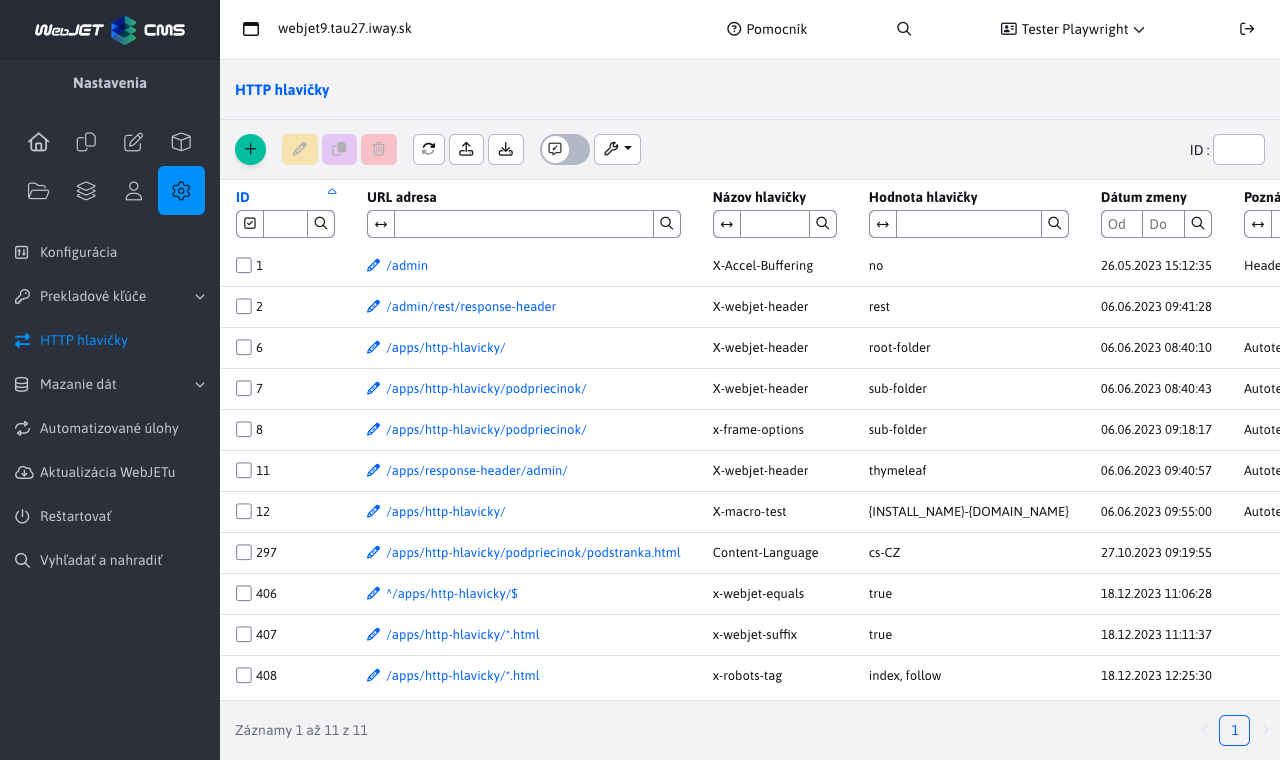 WebJET CMS
webjet9.tau27.iway.sk
Pomocník
Tester Playwright
Nastavenia
HTTP hlavičky
ID :
Konfigurácia
Prekladové kľúče
HTTP hlavičky
Mazanie dát
Automatizované úlohy
Aktualizácia WebJETu
Reštartovať
Vyhľadať a nahradiť
ID URL adresa Názov hlavičky Hodnota hlavičky Dátum zmeny Pozná
Od Do
1 /admin X-Accel-Buffering no 26.05.2023 15:12:35 Heade
2 /admin/rest/response-header X-webjet-header rest 06.06.2023 09:41:28
6 /apps/http-hlavicky/ X-webjet-header root-folder 06.06.2023 08:40:10 Autote
7 /apps/http-hlavicky/podpriecinok/ X-webjet-header sub-folder 06.06.2023 08:40:43 Autote
8 /apps/http-hlavicky/podpriecinok/ x-frame-options sub-folder 06.06.2023 09:18:17 Autote
11 /apps/response-header/admin/ X-webjet-header thymeleaf 06.06.2023 09:40:57 Autote
12 /apps/http-hlavicky/ X-macro-test {INSTALL_NAME}-{DOMAIN_NAME} 06.06.2023 09:55:00 Autote
297 /apps/http-hlavicky/podpriecinok/podstranka.html Content-Language cs-CZ 27.10.2023 09:19:55
406 ^/apps/http-hlavicky/$ x-webjet-equals true 18.12.2023 11:06:28
407 /apps/http-hlavicky/*.html x-webjet-suffix true 18.12.2023 11:11:37
408 /apps/http-hlavicky/*.html x-robots-tag index, follow 18.12.2023 12:25:30
Záznamy 1 až 11 z 11
1